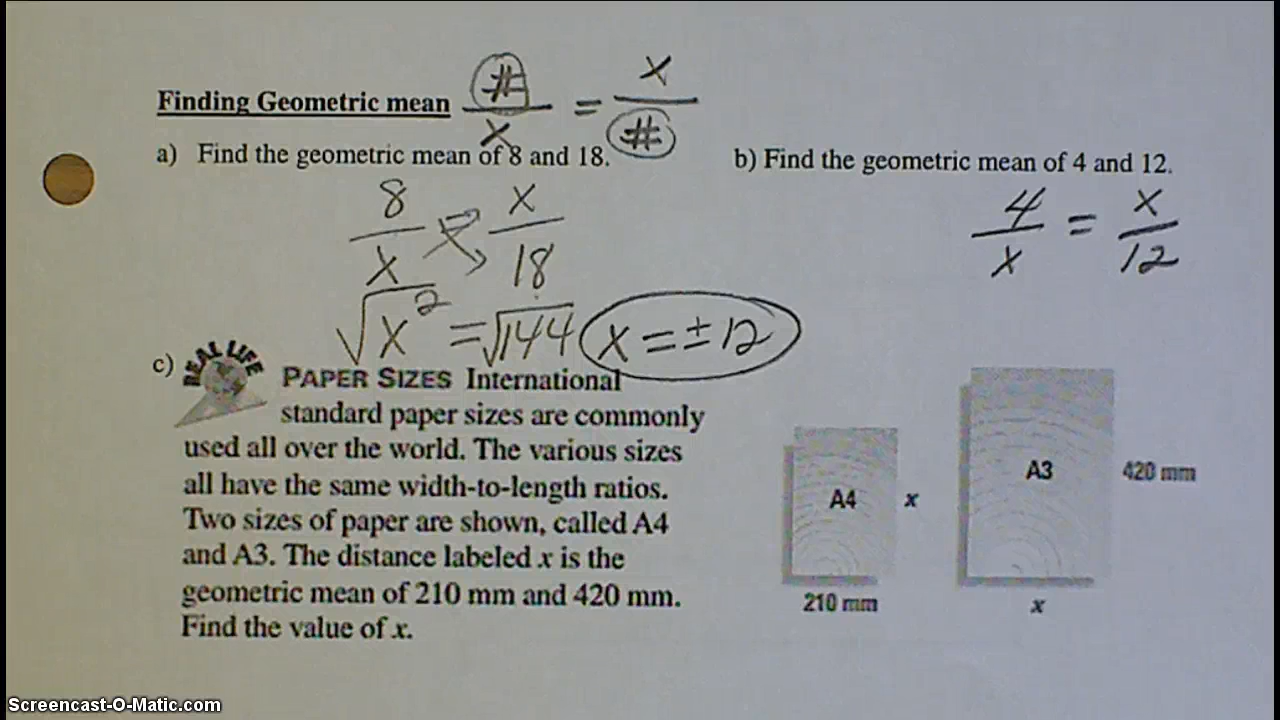 Finding Geometric mean #/x = x/#
a) Find the geometric mean of 8 and 18.
8/x = x/18
√x² = √144 x = ±12
b) Find the geometric mean of 4 and 12.
4/x = x/12
c) REAL LIFE PAPER SIZES International
standard paper sizes are commonly
used all over the world. The various sizes
all have the same width-to-length ratios.
Two sizes of paper are shown, called A4
and A3. The distance labeled x is the
geometric mean of 210 mm and 420 mm.
Find the value of x.
A4
x
210 mm
A3
420 mm
x
Screencast-O-Matic.com